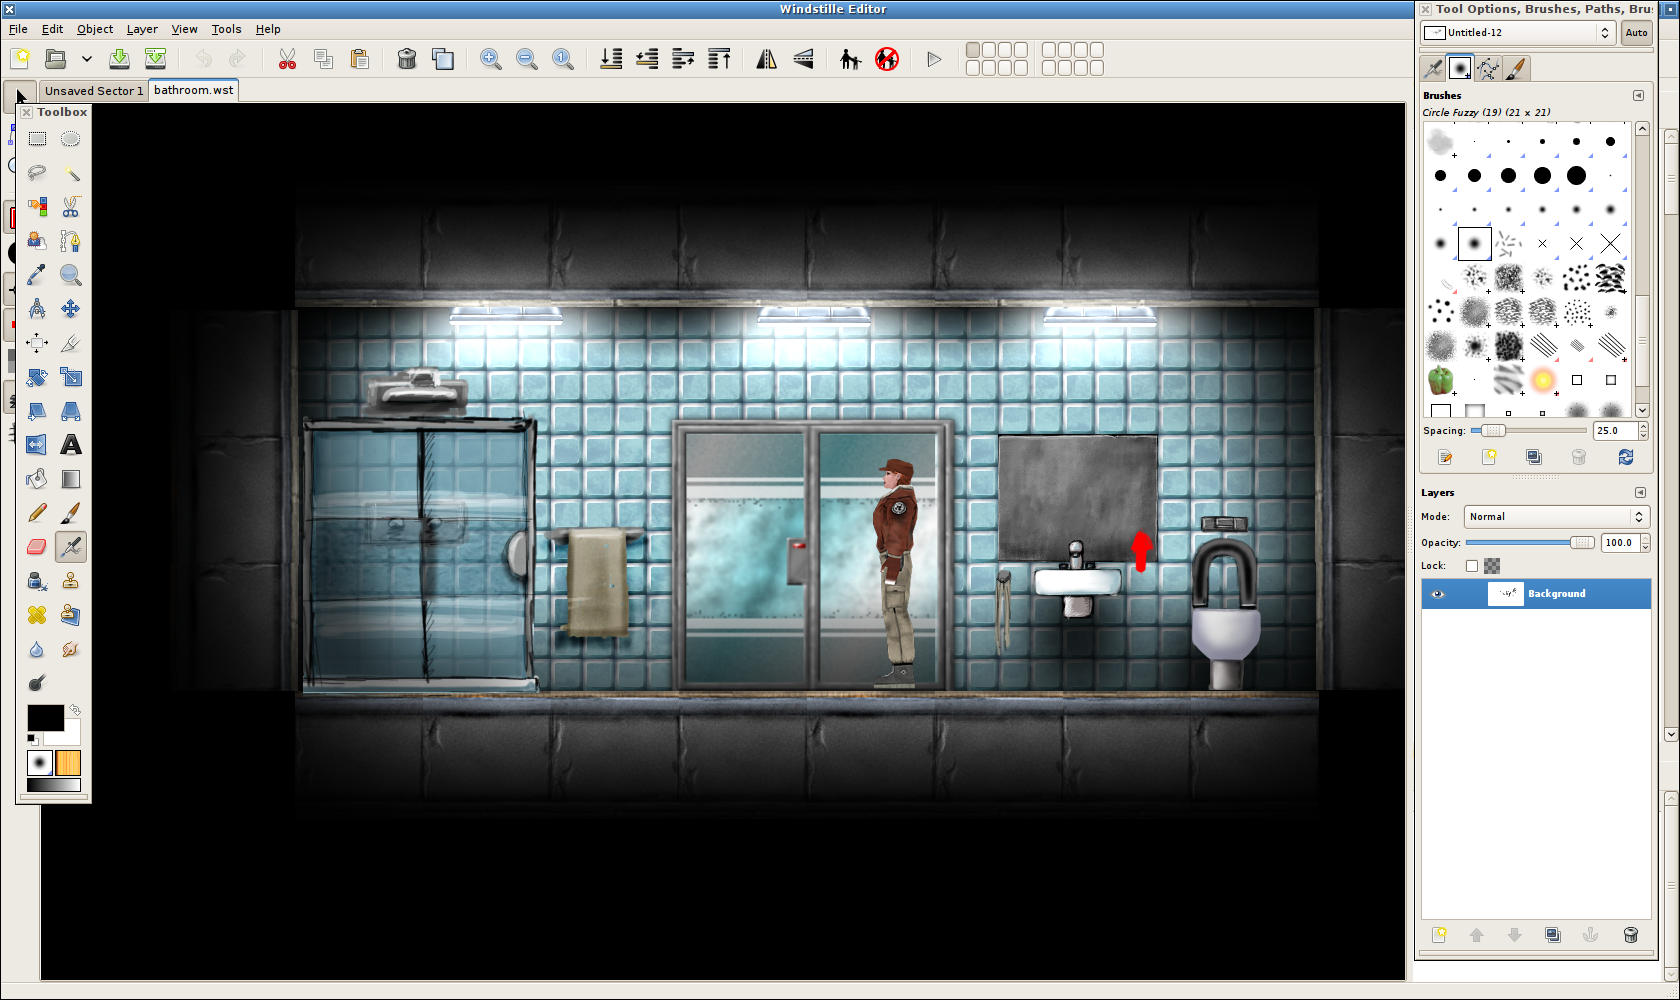 Windstille Editor
File Edit Object Layer View Tools Help
Unsaved Sector 1 bathroom.wst
Toolbox
A
Tool Options, Brushes, Paths, Brus
Untitled-12 Auto
Brushes
Circle Fuzzy (19) (21 x 21)
Spacing: 25.0
Layers
Mode: Normal
Opacity: 100.0
Lock:
Background